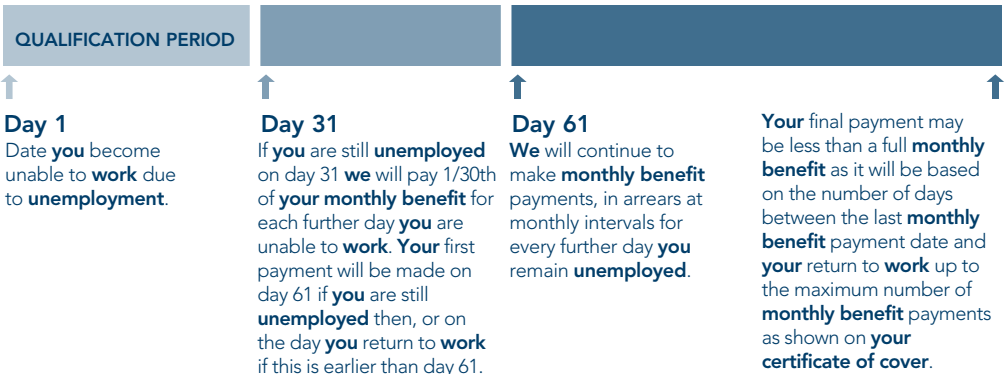 QUALIFICATION PERIOD
Day 1
Date you become
unable to work due
to unemployment.
Day 31
If you are still unemployed
on day 31 we will pay 1/30th
of your monthly benefit for
each further day you are
unable to work. Your first
payment will be made on
day 61 if you are still
unemployed then, or on
the day you return to work
if this is earlier than day 61.
Day 61
We will continue to
make monthly benefit
payments, in arrears at
monthly intervals for
every further day you
remain unemployed.
Your final payment may
be less than a full monthly
benefit as it will be based
on the number of days
between the last monthly
benefit payment date and
your return to work up to
the maximum number of
monthly benefit payments
as shown on your
certificate of cover.